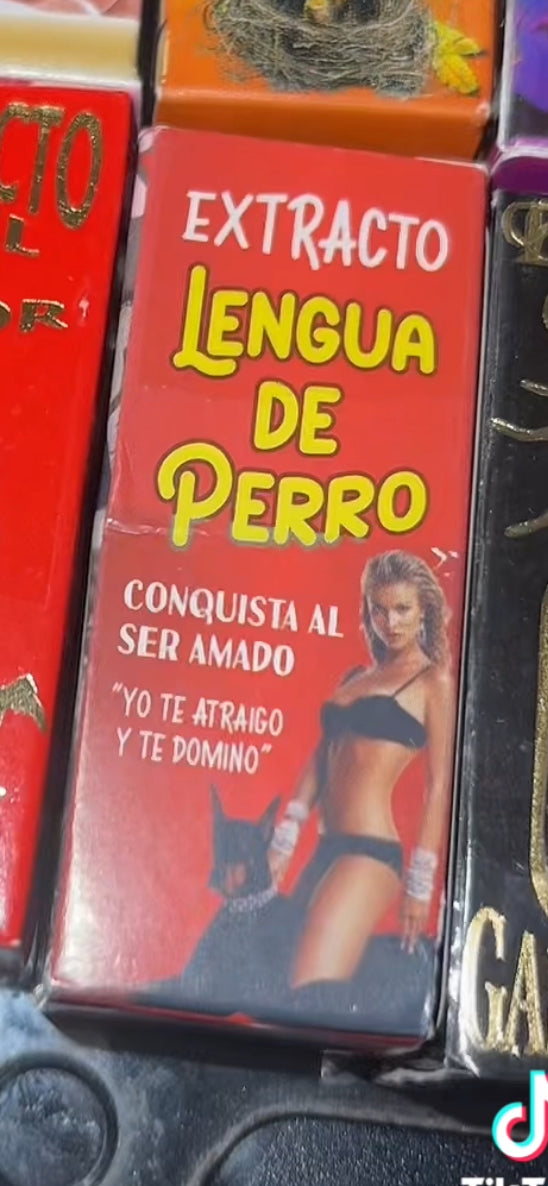 EXTRACTO
LENGUA
DE
PERRO
CONQUISTA AL
SER AMADO
"YO TE ATRAIGO
Y TE DOMINO"